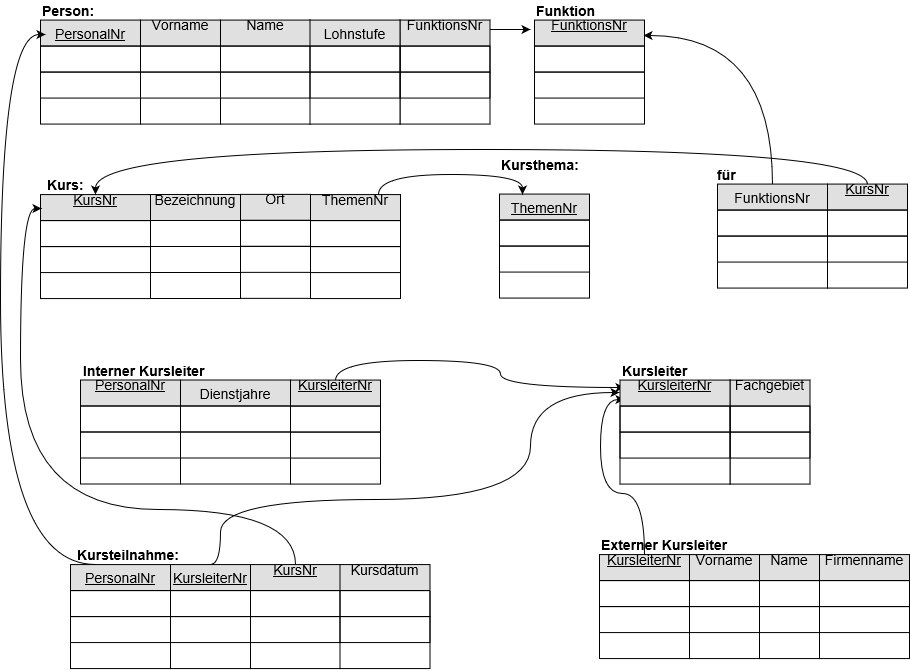 Person: Funktion
PersonalNr Vorname Name Lohnstufe FunktionsNr FunktionsNr
Kursthema:
Kurs: für
KursNr Bezeichnung Ort ThemenNr ThemenNr FunktionsNr KursNr
Interner Kursleiter Kursleiter
PersonalNr Dienstjahre KursleiterNr KursleiterNr Fachgebiet
Kursteilnahme: Externer Kursleiter
PersonalNr KursleiterNr KursNr Kursdatum KursleiterNr Vorname Name Firmenname